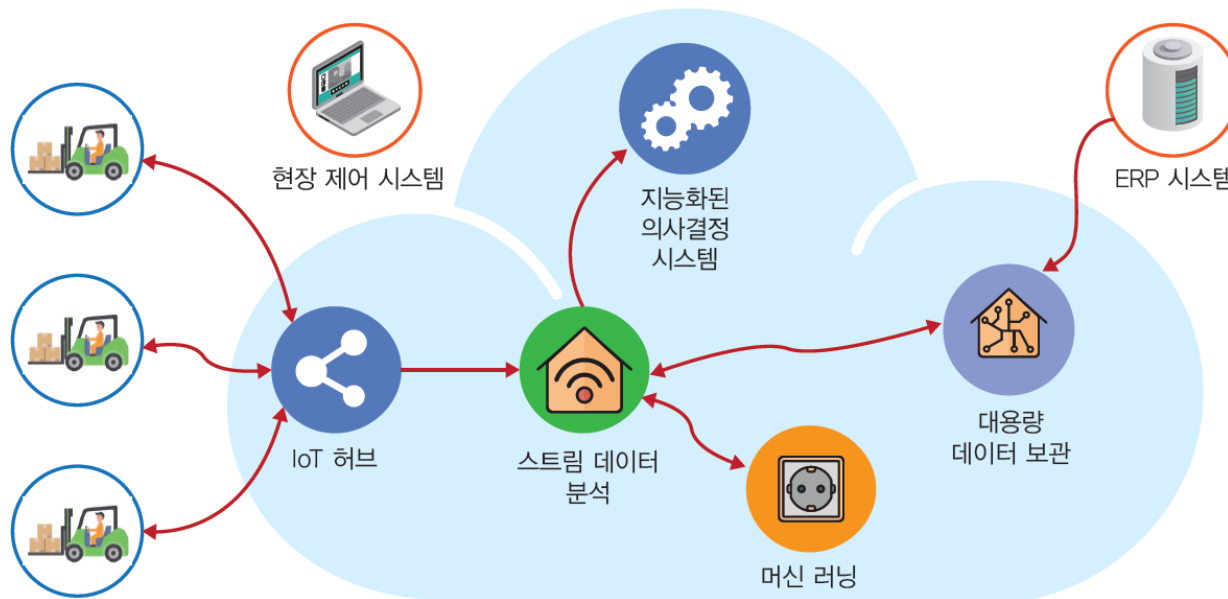 현장 제어 시스템
지능화된
의사결정
시스템
ERP 시스템
IoT 허브
스트림 데이터
분석
대용량
데이터 보관
머신 러닝